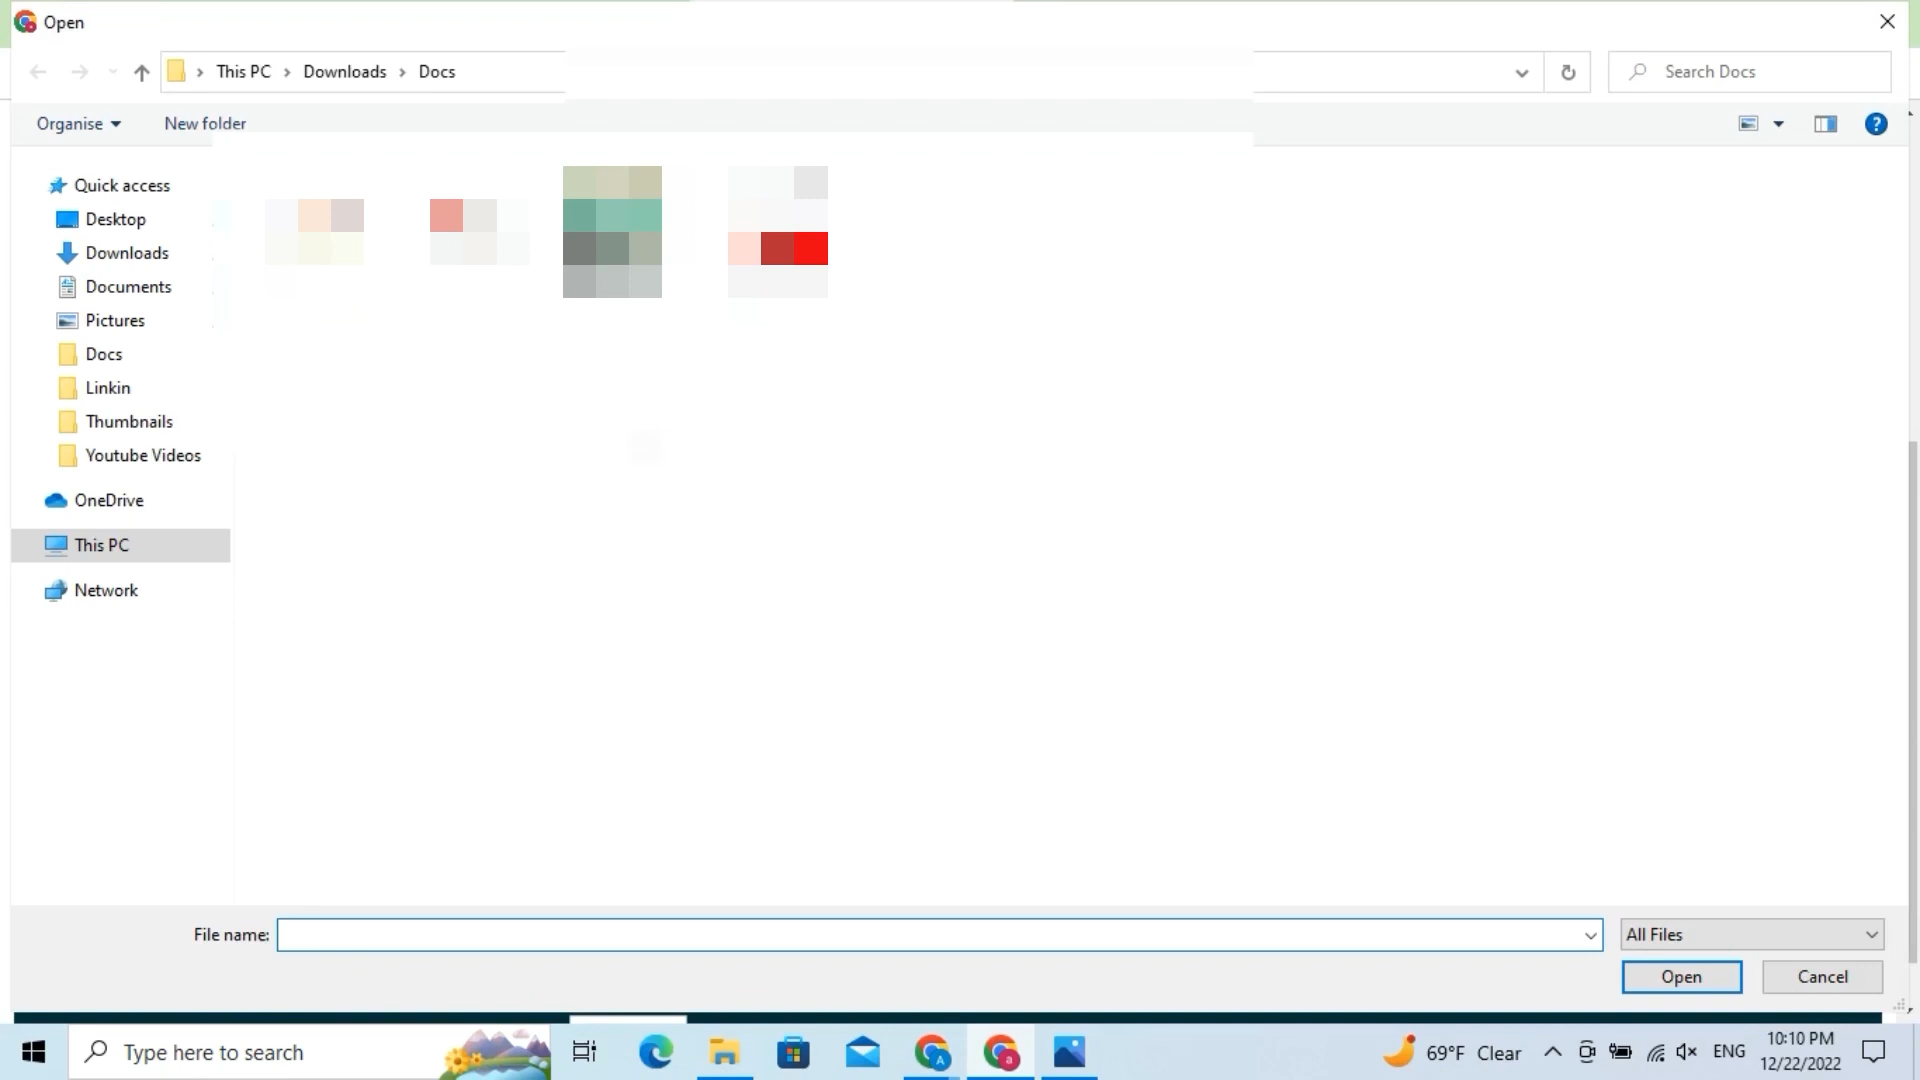 Open
This PC Downloads Docs
Search Docs
Organise New folder
Quick access
Desktop
Downloads
Documents
Pictures
Docs
Linkin
Thumbnails
Youtube Videos
OneDrive
This PC
Network
File name:
All Files
Open Cancel
Type here to search
69°F Clear
ENG
10:10 PM
12/22/2022